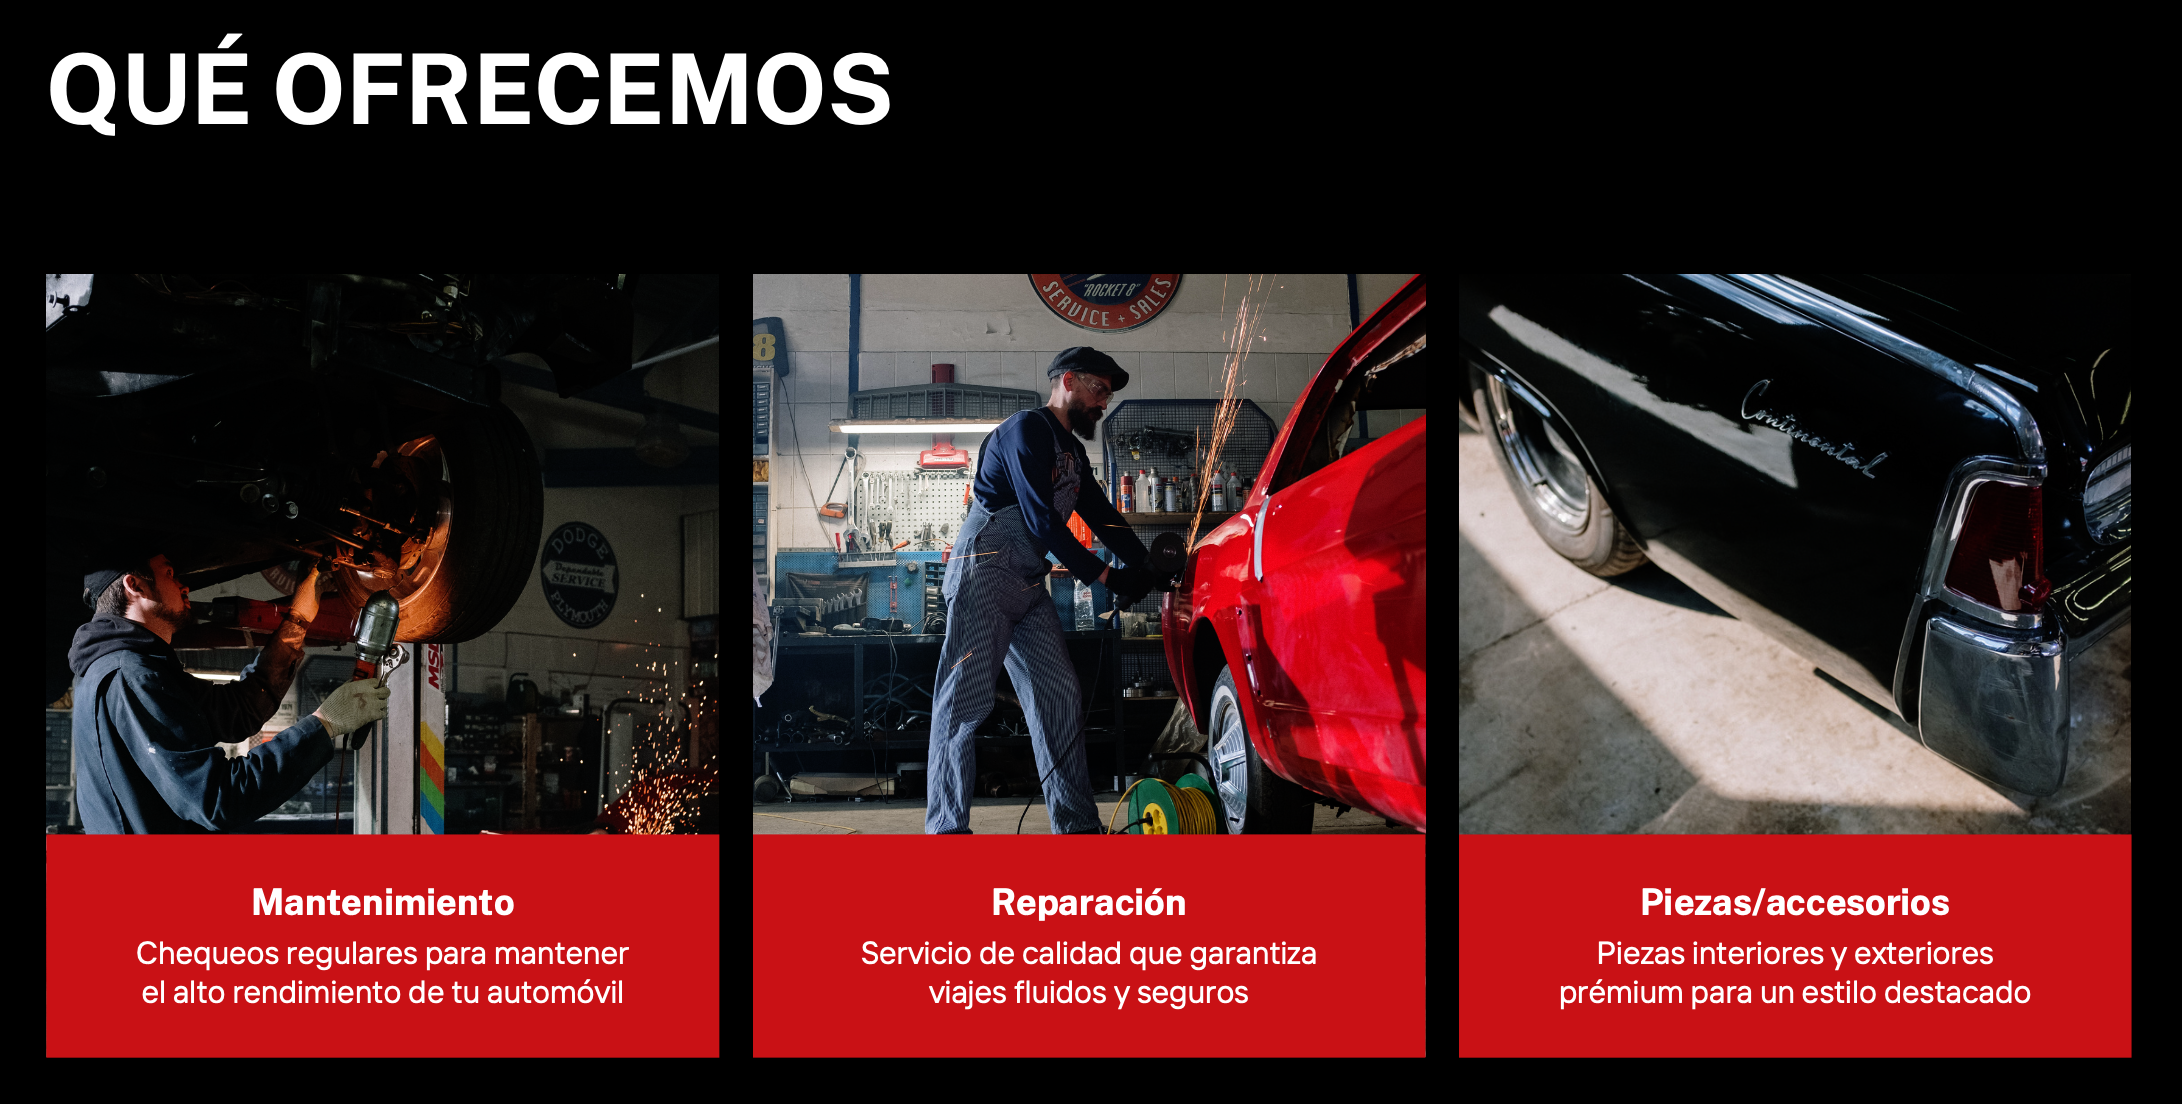 QUÉ OFRECEMOS
DODGE
Dependable
SERVICE
PLYMOUTH
"ROCKET 8"
SERVICE + SALES
8
Continental
Mantenimiento
Chequeos regulares para mantener
el alto rendimiento de tu automóvil
Reparación
Servicio de calidad que garantiza
viajes fluidos y seguros
Piezas/accesorios
Piezas interiores y exteriores
prémium para un estilo destacado